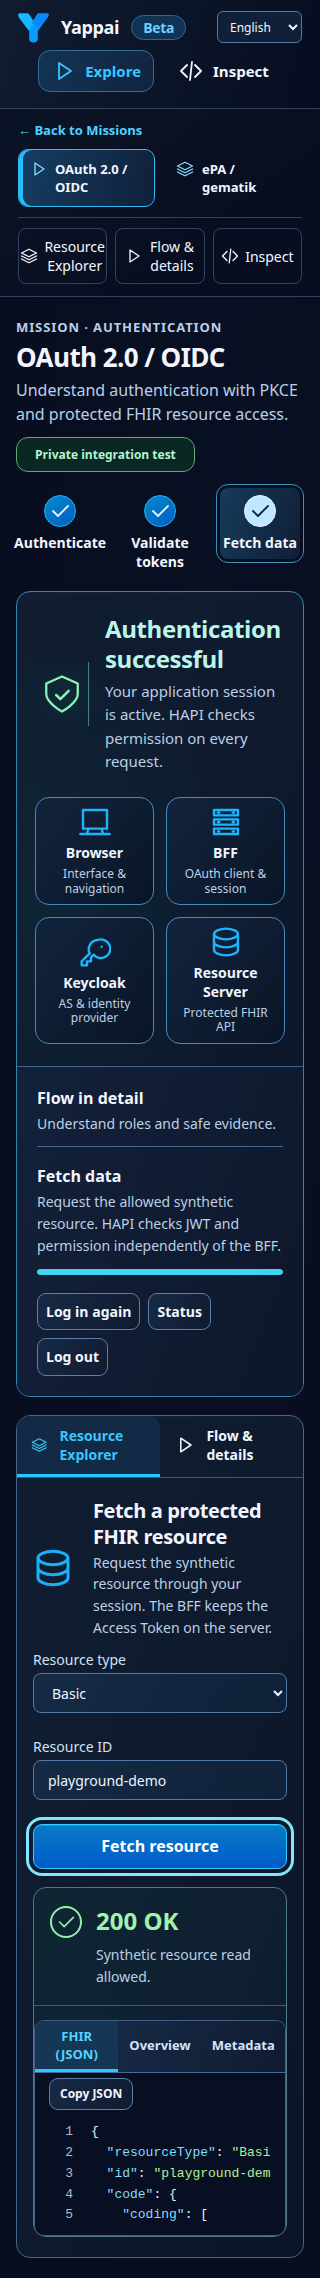 Yappai Beta English
Explore Inspect
← Back to Missions
OAuth 2.0 /
OIDC
ePA /
gematik
Resource
Explorer
Flow &
details
Inspect
MISSION · AUTHENTICATION
OAuth 2.0 / OIDC
Understand authentication with PKCE
and protected FHIR resource access.
Private integration test
Authenticate
Validate
tokens
Fetch data
Authentication
successful
Your application session
is active. HAPI checks
permission on every
request.
Browser
Interface &
navigation
BFF
OAuth client &
session
Keycloak
AS & identity
provider
Resource
Server
Protected FHIR
API
Flow in detail
Understand roles and safe evidence.
Fetch data
Request the allowed synthetic
resource. HAPI checks JWT and
permission independently of the BFF.
Log in again
Status
Log out
Resource
Explorer
Flow &
details
Fetch a protected
FHIR resource
Request the synthetic
resource through your
session. The BFF keeps the
Access Token on the server.
Resource type
Basic
Resource ID
playground-demo
Fetch resource
200 OK
Synthetic resource read
allowed.
FHIR
(JSON)
Overview
Metadata
Copy JSON
1 {
2 "resourceType": "Basi
3 "id": "playground-dem
4 "code": {
5 "coding": [